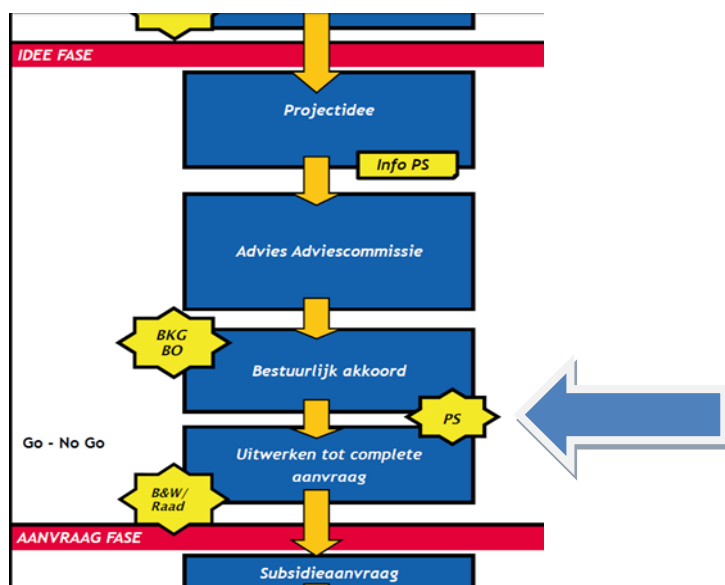 IDEE FASE
Projectidee
Info PS
Advies Adviescommissie
BKG
BO
Bestuurlijk akkoord
PS
Go - No Go
Uitwerken tot complete
aanvraag
B&W/
Raad
AANVRAAG FASE
Subsidieaanvraag